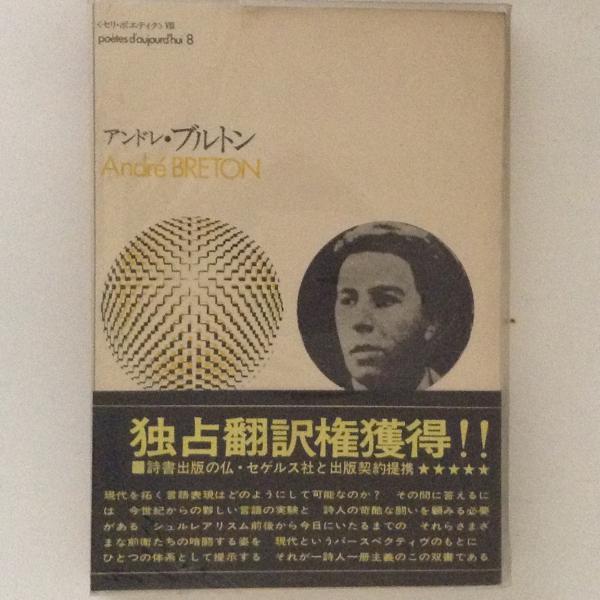 〈セリ・ポエティク〉VIII
poètes d'aujourd'hui 8
アンドレ・ブルトン
André BRETON
独占翻訳権獲得!!
■詩書出版の仏・セゲルス社と出版契約提携★★★★★
現代を拓く言語表現はどのようにして可能なのか？ その問に答えるに
は 今世紀からの夥しい言語の実験と 詩人の苛酷な闘いを顧みる必要
がある シュルレアリスム前後から今日にいたるまでの それらさまざ
まな前衛たちの暗闘する姿を 現代というパースペクティヴのもとに
ひとつの体系として提示する それが一詩人一冊主義のこの双書である